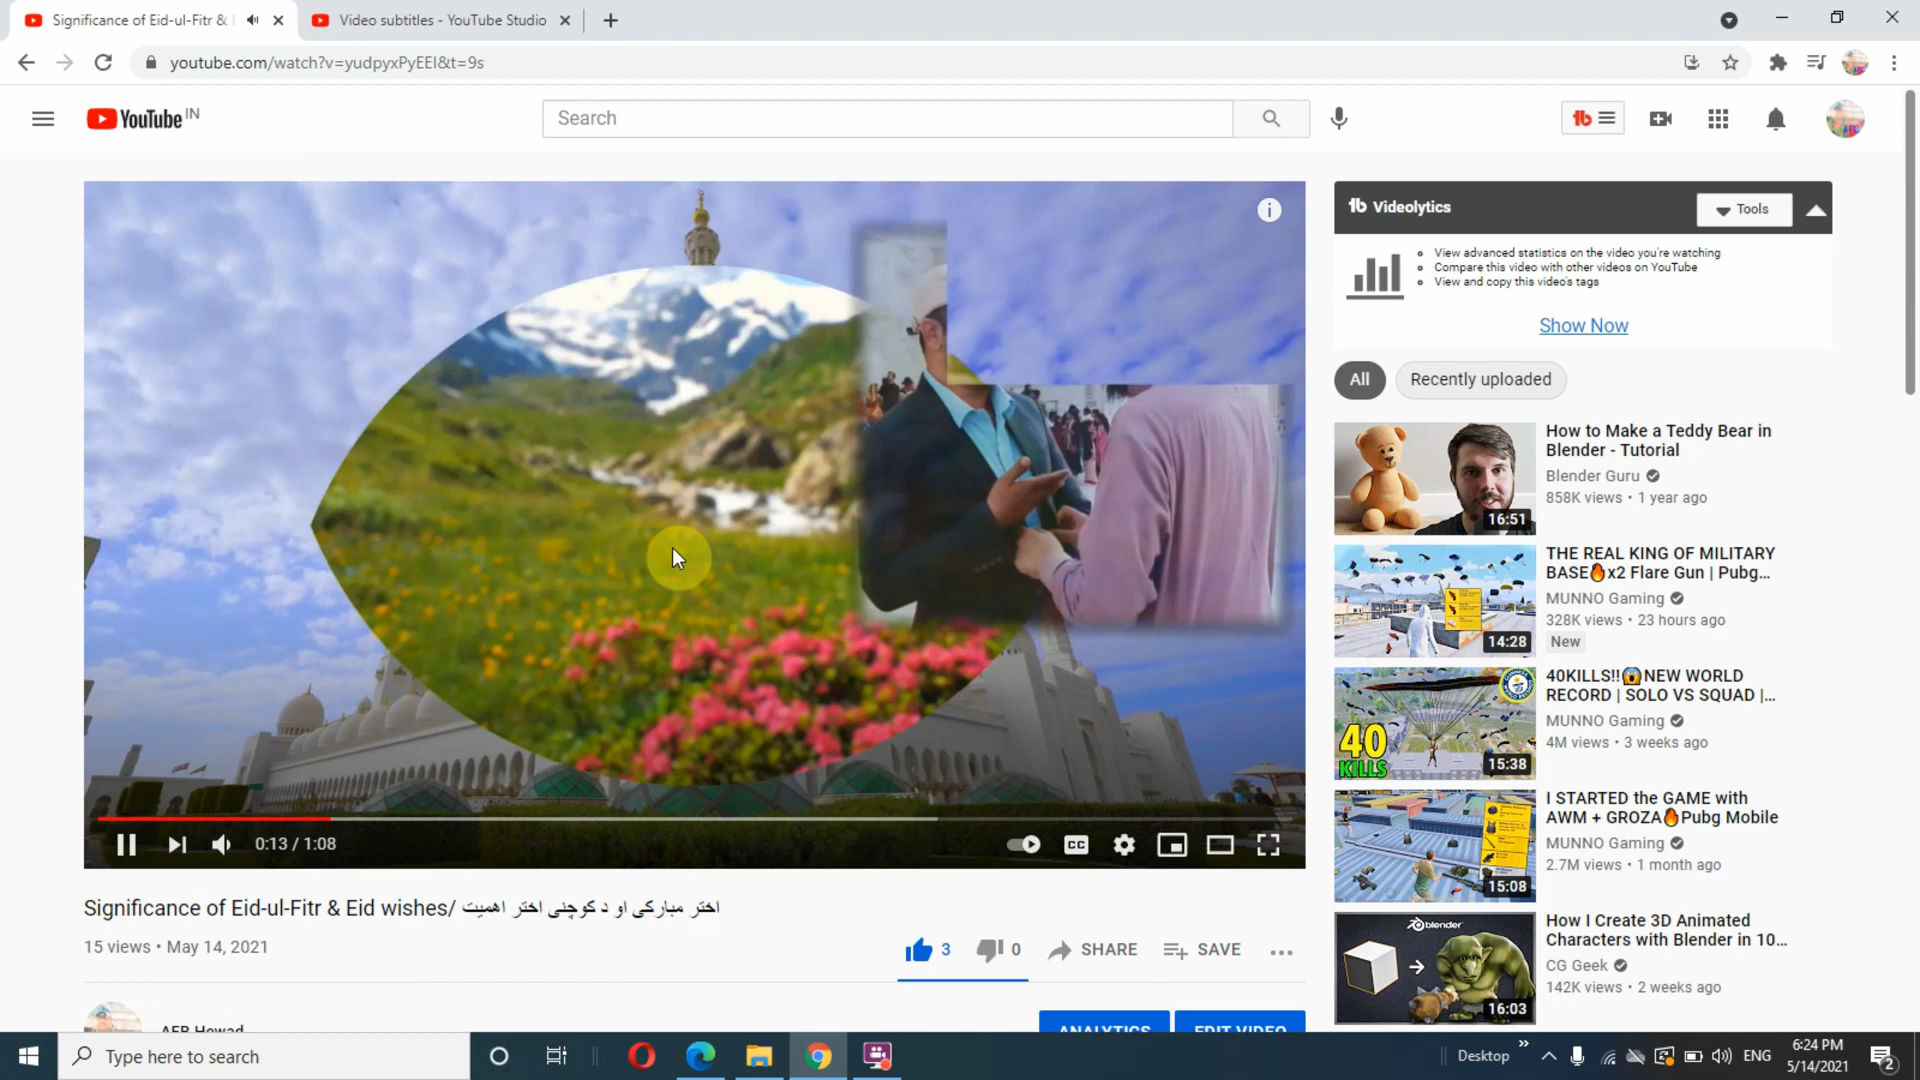 Significance of Eid-ul-Fitr & E
Video subtitles - YouTube Studio
youtube.com/watch?v=yudpyxPyEEI&t=9s
YouTube IN
Search
Videolytics
Tools
View advanced statistics on the video you're watching
Compare this video with other videos on YouTube
View and copy this video's tags
Show Now
All
Recently uploaded
How to Make a Teddy Bear in
Blender - Tutorial
Blender Guru
858K views • 1 year ago
16:51
THE REAL KING OF MILITARY
BASE🔥x2 Flare Gun | Pubg...
MUNNO Gaming
328K views • 23 hours ago
New
14:28
40KILLS!!😱NEW WORLD
RECORD | SOLO VS SQUAD |...
MUNNO Gaming
4M views • 3 weeks ago
40
KILLS
15:38
I STARTED the GAME with
AWM + GROZA🔥Pubg Mobile
MUNNO Gaming
2.7M views • 1 month ago
15:08
How I Create 3D Animated
Characters with Blender in 10...
CG Geek
142K views • 2 weeks ago
blender
16:03
0:13 / 1:08
CC
Significance of Eid-ul-Fitr & Eid wishes/ اختر مبارکی او د کوچنی اختر اهمیت
15 views • May 14, 2021
3
0
SHARE
SAVE
AFB Howad
ANALYTICS
EDIT VIDEO
Type here to search
Desktop
ENG
6:24 PM
5/14/2021
2